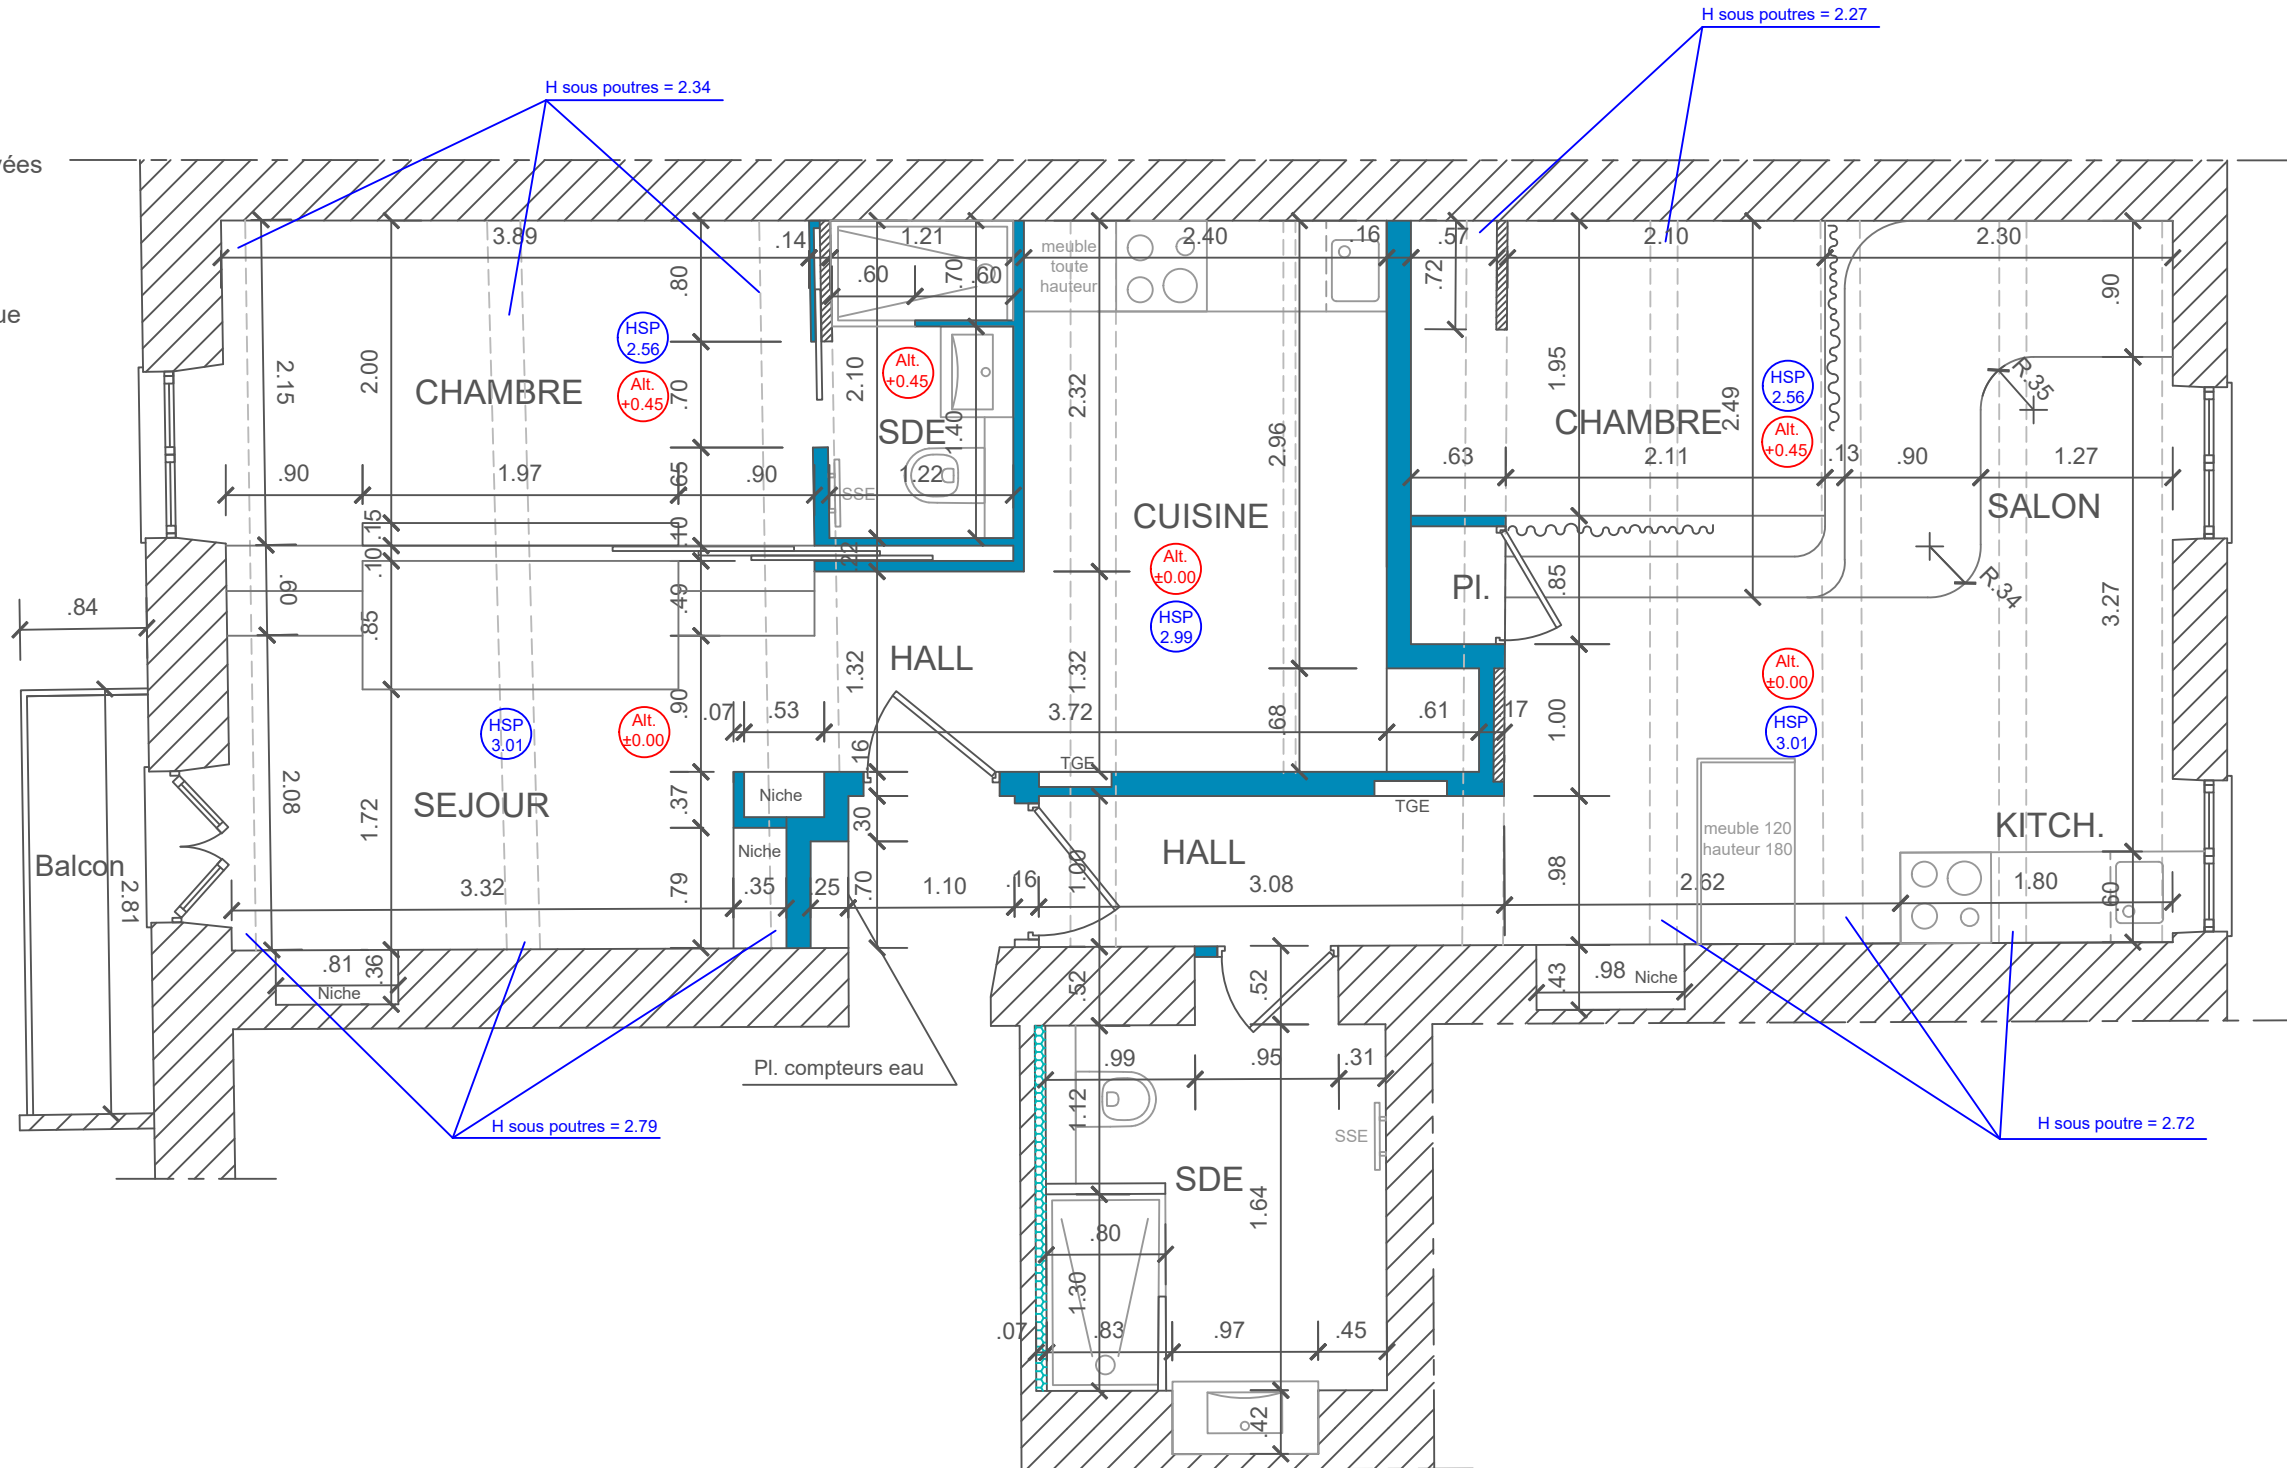 H sous poutres = 2.27
H sous poutres = 2.34
ées
ue
3.89
.14
1.21
2.40
.16
.57
2.10
2.30
meuble
toute
hauteur
.80
.60
.70
.60
.72
.90
HSP
2.56
Alt.
+0.45
2.15
2.00
CHAMBRE
.70
2.10
Alt.
+0.45
SDE
1.40
2.32
2.96
1.95
CHAMBRE
2.49
HSP
2.56
Alt.
+0.45
R.35
.90
1.97
.65
.90
SSE
1.22
.63
2.11
.13
.90
1.27
CUISINE
SALON
.15
.10
.10
.22
Alt.
±0.00
HSP
2.99
Pl.
.85
R.34
3.27
.84
.60
.85
.49
HALL
1.32
1.32
Alt.
±0.00
HSP
3.01
HSP
3.01
Alt.
±0.00
.90
.07
.53
3.72
.68
.61
.17
1.00
.16
TGE
2.08
1.72
SEJOUR
.37
Niche
.30
TGE
meuble 120
hauteur 180
KITCH.
Balcon
2.81
Niche
HALL
3.32
.79
.35
.25
.70
1.10
.16
1.00
3.08
.98
2.62
1.80
.60
.81
.36
Niche
.52
.52
.43
.98
Niche
Pl. compteurs eau
.99
.95
.31
1.12
SSE
H sous poutres = 2.79
H sous poutre = 2.72
SDE
1.64
.80
1.30
.07
.83
.97
.45
.42